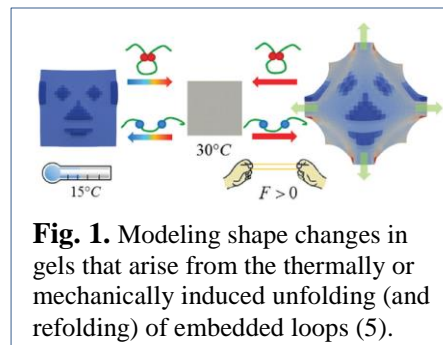 30°C
15°C
F > 0
Fig. 1. Modeling shape changes in
gels that arise from the thermally or
mechanically induced unfolding (and
refolding) of embedded loops (5).